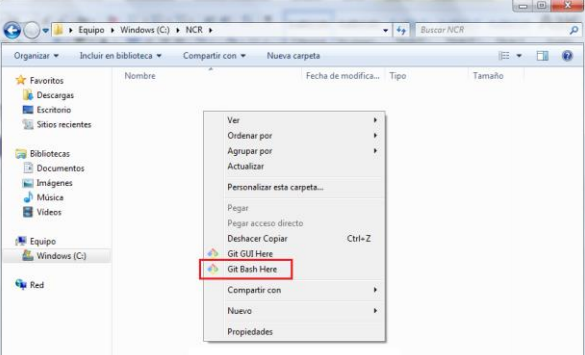 Equipo ▸ Windows (C:) ▸ NCR ▸
Buscar NCR
Organizar Incluir en biblioteca Compartir con Nueva carpeta
Nombre Fecha de modifica... Tipo Tamaño
Favoritos
Descargas
Escritorio
Sitios recientes
Bibliotecas
Documentos
Imágenes
Música
Vídeos
Equipo
Windows (C:)
Red
Ver
Ordenar por
Agrupar por
Actualizar
Personalizar esta carpeta...
Pegar
Pegar acceso directo
Deshacer Copiar Ctrl+Z
Git GUI Here
Git Bash Here
Compartir con
Nuevo
Propiedades